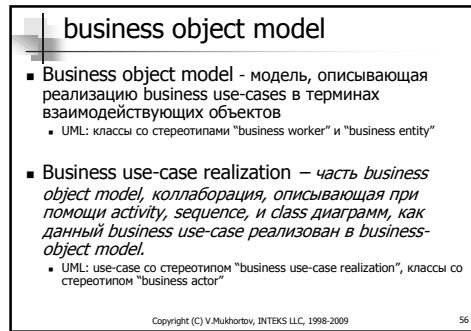 business object model
Business object model - модель, описывающая
реализацию business use-cases в терминах
взаимодействующих объектов
UML: классы со стереотипами “business worker” и “business entity”
Business use-case realization – часть business
object model, коллаборация, описывающая при
помощи activity, sequence, и class диаграмм, как
данный business use-case реализован в business-
object model.
UML: use-case со стереотипом “business use-case realization”, классы со
стереотипом “business actor”
Copyright (C) V.Mukhortov, INTEKS LLC, 1998-2009
56